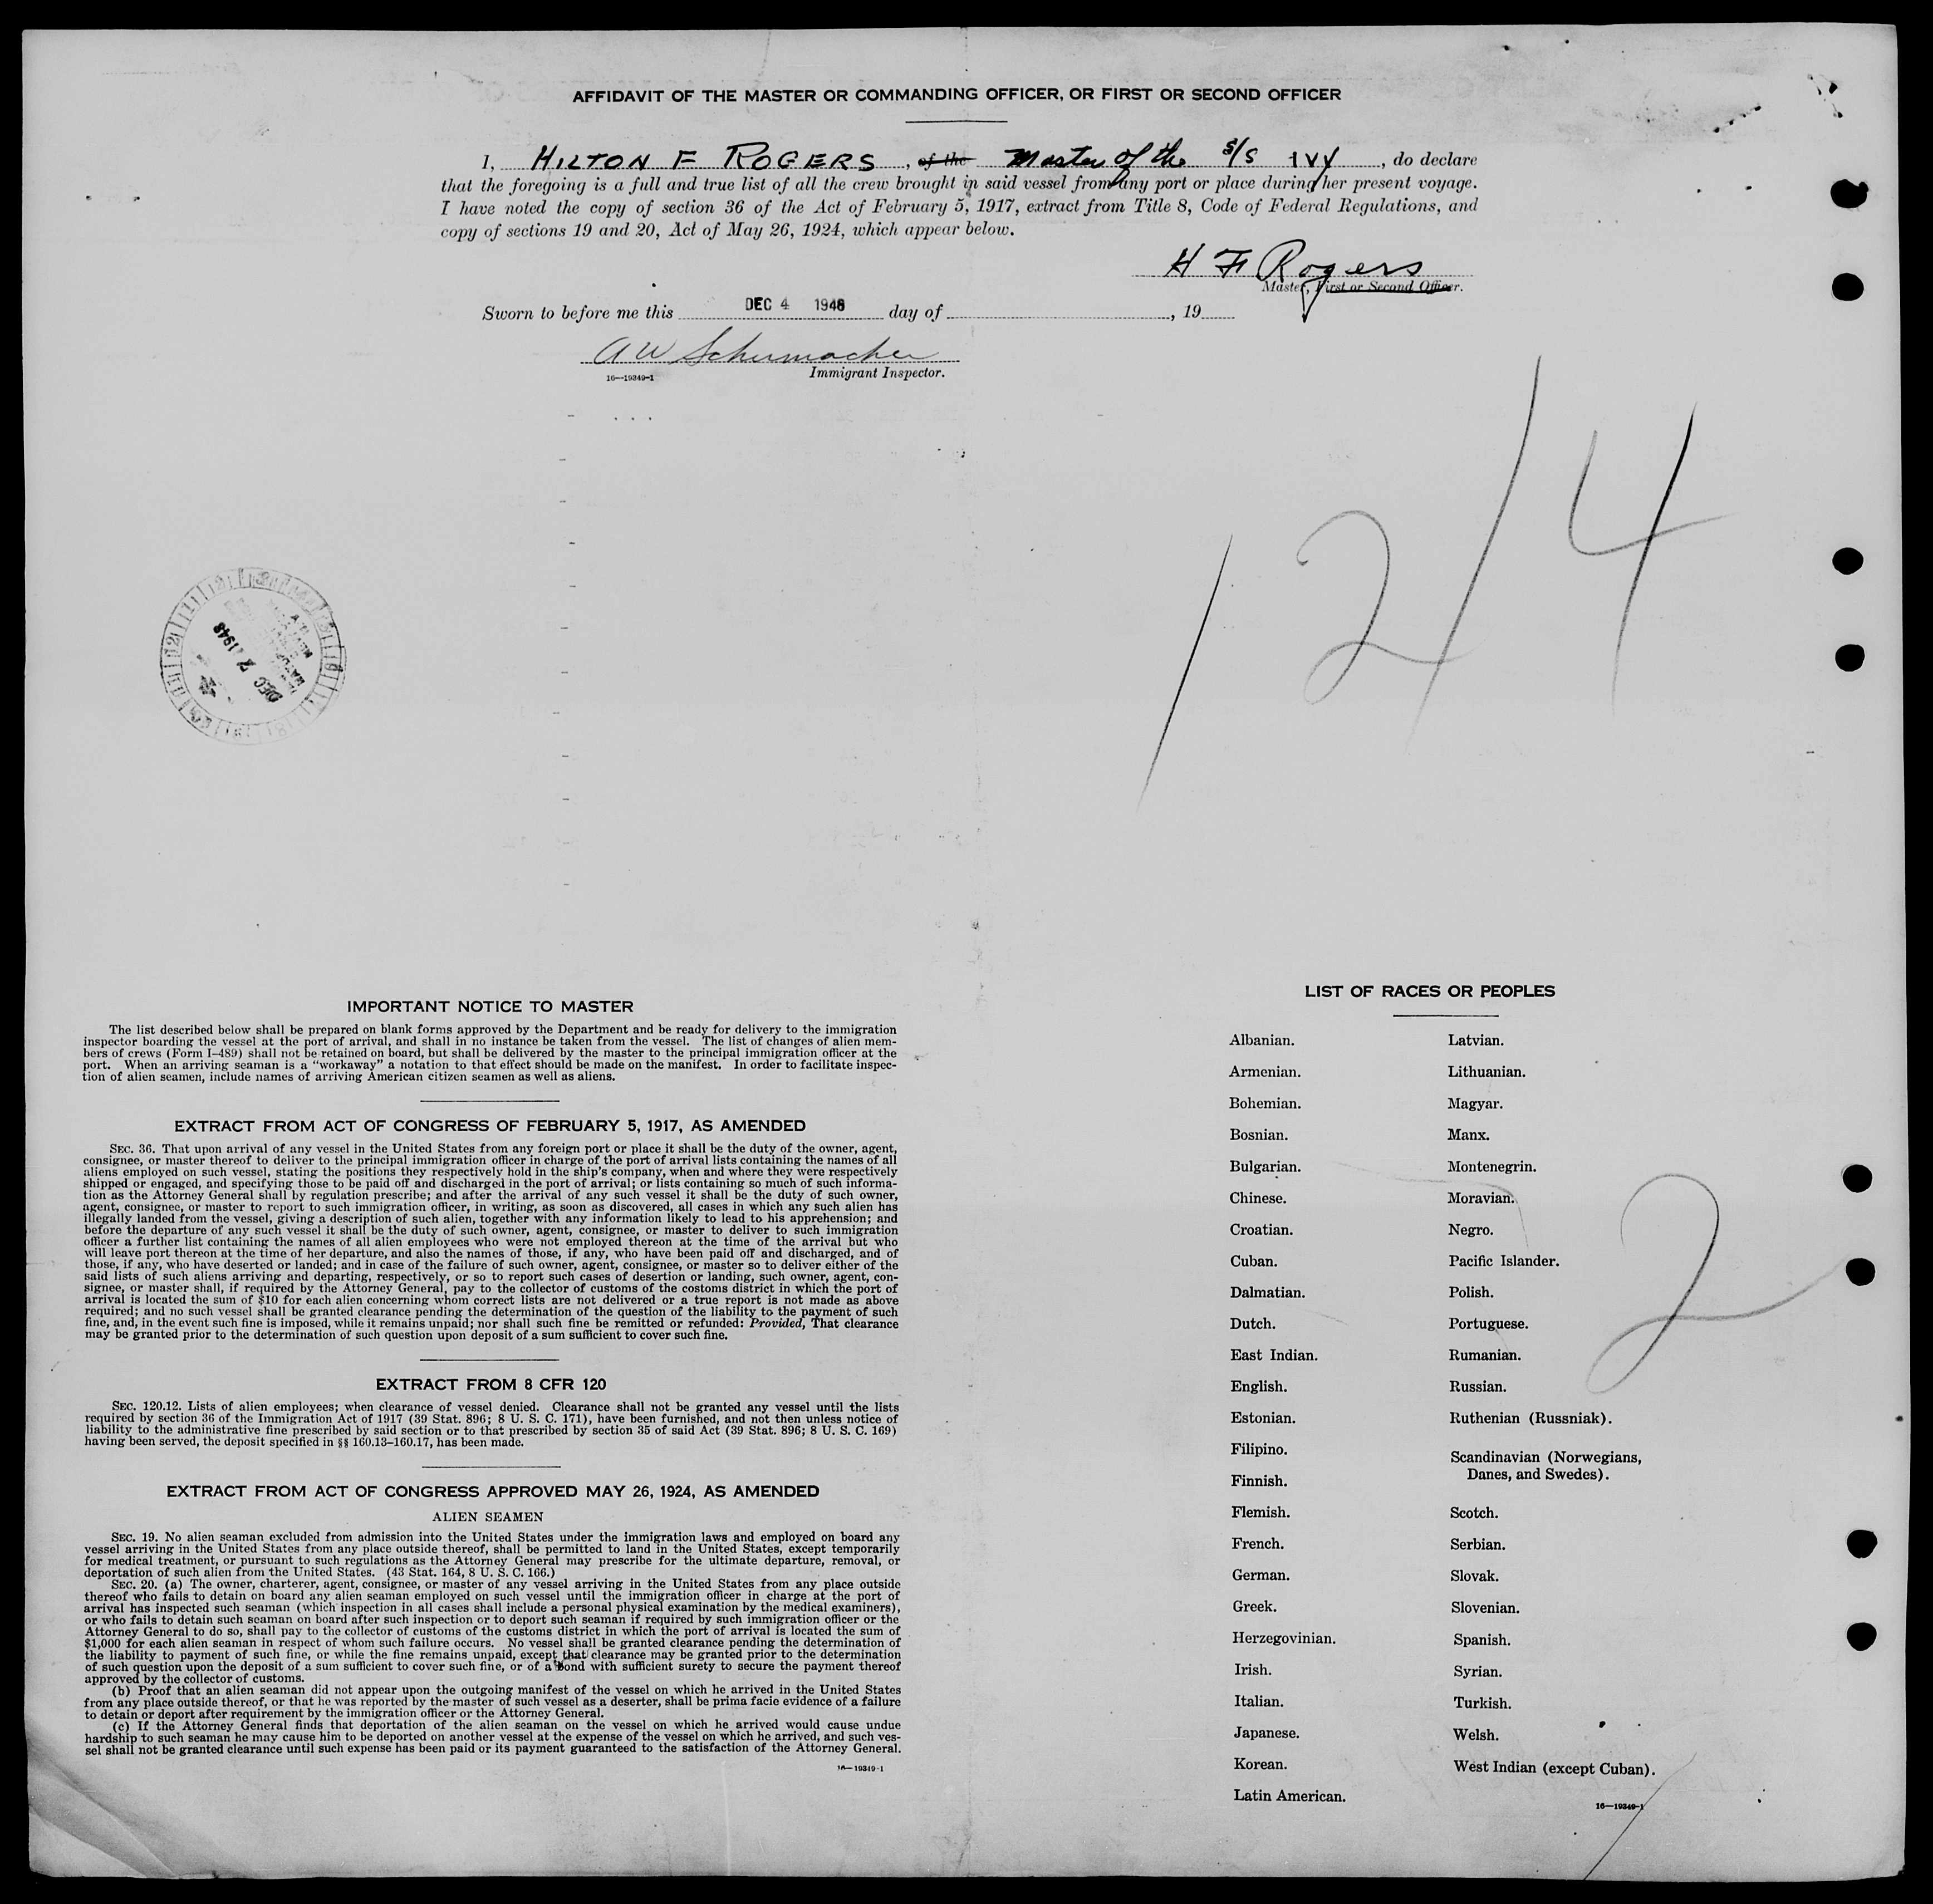 AFFIDAVIT OF THE MASTER OR COMMANDING OFFICER, OR FIRST OR SECOND OFFICER
I, HILTON F ROGERS, of the Master of the S/S IVY, do declare
that the foregoing is a full and true list of all the crew brought in said vessel from any port or place during her present voyage.
I have noted the copy of section 36 of the Act of February 5, 1917, extract from Title 8, Code of Federal Regulations, and
copy of sections 19 and 20, Act of May 26, 1924, which appear below.
H F Rogers
Master, First or Second Officer.
Sworn to before me this DEC 4 1948 day of , 19
A W Schumacher
16—19349-1 Immigrant Inspector.
12/4
DEC 7 1948
IMPORTANT NOTICE TO MASTER
The list described below shall be prepared on blank forms approved by the Department and be ready for delivery to the immigration
inspector boarding the vessel at the port of arrival, and shall in no instance be taken from the vessel. The list of changes of alien mem-
bers of crews (Form I-489) shall not be retained on board, but shall be delivered by the master to the principal immigration officer at the
port. When an arriving seaman is a "workaway" a notation to that effect should be made on the manifest. In order to facilitate inspec-
tion of alien seamen, include names of arriving American citizen seamen as well as aliens.
EXTRACT FROM ACT OF CONGRESS OF FEBRUARY 5, 1917, AS AMENDED
SEC. 36. That upon arrival of any vessel in the United States from any foreign port or place it shall be the duty of the owner, agent,
consignee, or master thereof to deliver to the principal immigration officer in charge of the port of arrival lists containing the names of all
aliens employed on such vessel, stating the positions they respectively hold in the ship's company, when and where they were respectively
shipped or engaged, and specifying those to be paid off and discharged in the port of arrival; or lists containing so much of such informa-
tion as the Attorney General shall by regulation prescribe; and after the arrival of any such vessel it shall be the duty of such owner,
agent, consignee, or master to report to such immigration officer, in writing, as soon as discovered, all cases in which any such alien has
illegally landed from the vessel, giving a description of such alien, together with any information likely to lead to his apprehension; and
before the departure of any such vessel it shall be the duty of such owner, agent, consignee, or master to deliver to such immigration
officer a further list containing the names of all alien employees who were not employed thereon at the time of the arrival but who
will leave port thereon at the time of her departure, and also the names of those, if any, who have been paid off and discharged, and of
those, if any, who have deserted or landed; and in case of the failure of such owner, agent, consignee, or master so to deliver either of the
said lists of such aliens arriving and departing, respectively, or so to report such cases of desertion or landing, such owner, agent, con-
signee, or master shall, if required by the Attorney General, pay to the collector of customs of the costoms district in which the port of
arrival is located the sum of $10 for each alien concerning whom correct lists are not delivered or a true report is not made as above
required; and no such vessel shall be granted clearance pending the determination of the question of the liability to the payment of such
fine, and, in the event such fine is imposed, while it remains unpaid; nor shall such fine be remitted or refunded: Provided, That clearance
may be granted prior to the determination of such question upon deposit of a sum sufficient to cover such fine.
EXTRACT FROM 8 CFR 120
SEC. 120.12. Lists of alien employees; when clearance of vessel denied. Clearance shall not be granted any vessel until the lists
required by section 36 of the Immigration Act of 1917 (39 Stat. 896; 8 U. S. C. 171), have been furnished, and not then unless notice of
liability to the administrative fine prescribed by said section or to that prescribed by section 35 of said Act (39 Stat. 896; 8 U. S. C. 169)
having been served, the deposit specified in §§ 160.13–160.17, has been made.
EXTRACT FROM ACT OF CONGRESS APPROVED MAY 26, 1924, AS AMENDED
ALIEN SEAMEN
SEC. 19. No alien seaman excluded from admission into the United States under the immigration laws and employed on board any
vessel arriving in the United States from any place outside thereof, shall be permitted to land in the United States, except temporarily
for medical treatment, or pursuant to such regulations as the Attorney General may prescribe for the ultimate departure, removal, or
deportation of such alien from the United States. (43 Stat. 164, 8 U. S. C. 166.)
SEC. 20. (a) The owner, charterer, agent, consignee, or master of any vessel arriving in the United States from any place outside
thereof who fails to detain on board any alien seaman employed on such vessel until the immigration officer in charge at the port of
arrival has inspected such seaman (which inspection in all cases shall include a personal physical examination by the medical examiners),
or who fails to detain such seaman on board after such inspection or to deport such seaman if required by such immigration officer or the
Attorney General to do so, shall pay to the collector of customs of the customs district in which the port of arrival is located the sum of
$1,000 for each alien seaman in respect of whom such failure occurs. No vessel shall be granted clearance pending the determination of
the liability to payment of such fine, or while the fine remains unpaid, except that clearance may be granted prior to the determination
of such question upon the deposit of a sum sufficient to cover such fine, or of a bond with sufficient surety to secure the payment thereof
approved by the collector of customs.
(b) Proof that an alien seaman did not appear upon the outgoing manifest of the vessel on which he arrived in the United States
from any place outside thereof, or that he was reported by the master of such vessel as a deserter, shall be prima facie evidence of a failure
to detain or deport after requirement by the immigration officer or the Attorney General.
(c) If the Attorney General finds that deportation of the alien seaman on the vessel on which he arrived would cause undue
hardship to such seaman he may cause him to be deported on another vessel at the expense of the vessel on which he arrived, and such ves-
sel shall not be granted clearance until such expense has been paid or its payment guaranteed to the satisfaction of the Attorney General.
16—19349-1
LIST OF RACES OR PEOPLES
Albanian.
Armenian.
Bohemian.
Bosnian.
Bulgarian.
Chinese.
Croatian.
Cuban.
Dalmatian.
Dutch.
East Indian.
English.
Estonian.
Filipino.
Finnish.
Flemish.
French.
German.
Greek.
Herzegovinian.
Irish.
Italian.
Japanese.
Korean.
Latin American.
Latvian.
Lithuanian.
Magyar.
Manx.
Montenegrin.
Moravian.
Negro.
Pacific Islander.
Polish.
Portuguese.
Rumanian.
Russian.
Ruthenian (Russniak).
Scandinavian (Norwegians,
Danes, and Swedes).
Scotch.
Serbian.
Slovak.
Slovenian.
Spanish.
Syrian.
Turkish.
Welsh.
West Indian (except Cuban).
16—19349-1
2